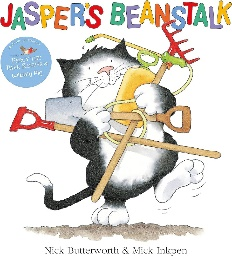 JASPER'S BEANSTALK
Nick Butterworth & Mick Inkpen